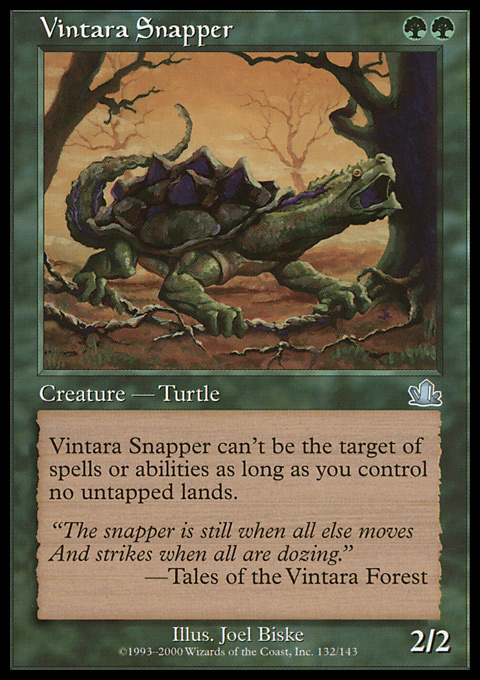 Vintara Snapper
Creature — Turtle
Vintara Snapper can't be the target of
spells or abilities as long as you control
no untapped lands.
“The snapper is still when all else moves
And strikes when all are dozing.”
—Tales of the Vintara Forest
Illus. Joel Biske
©1993–2000 Wizards of the Coast, Inc. 132/143
2/2